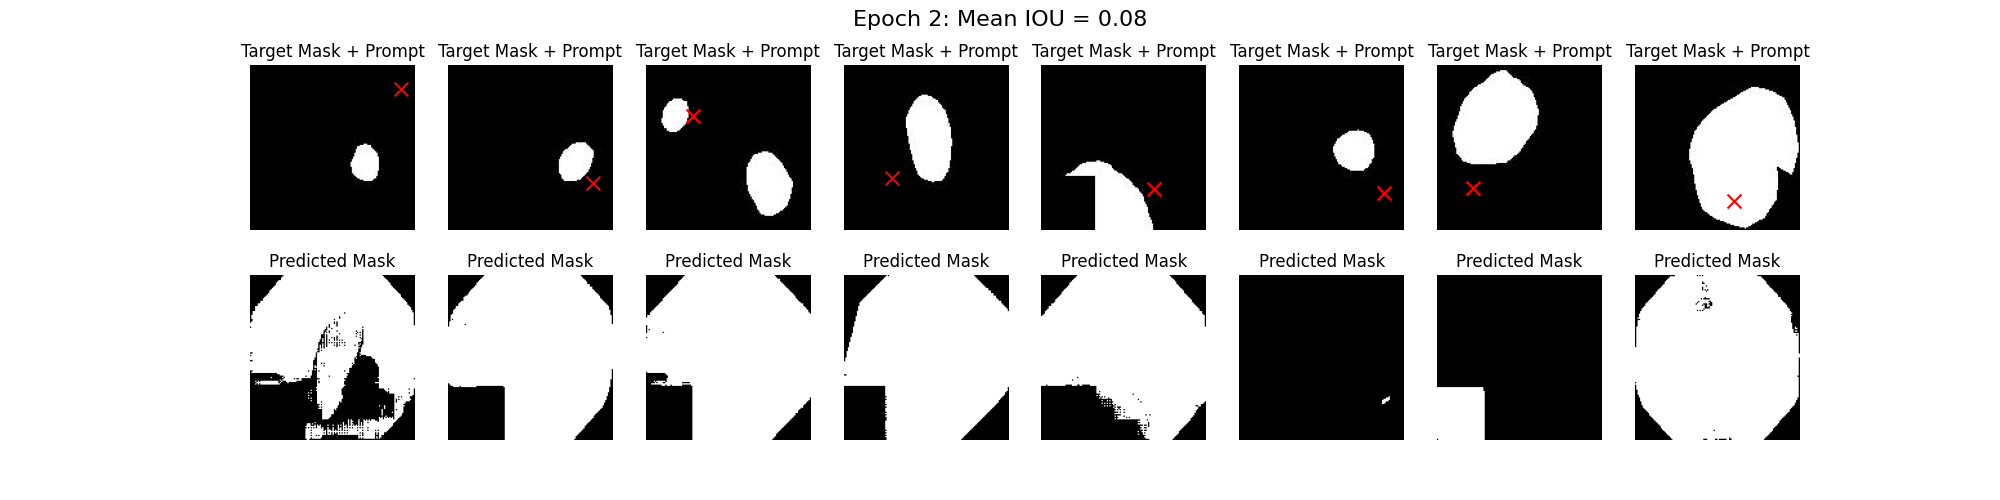 Epoch 2: Mean IOU = 0.08
Target Mask + Prompt Target Mask + Prompt Target Mask + Prompt Target Mask + Prompt Target Mask + Prompt Target Mask + Prompt Target Mask + Prompt Target Mask + Prompt
Predicted Mask Predicted Mask Predicted Mask Predicted Mask Predicted Mask Predicted Mask Predicted Mask Predicted Mask